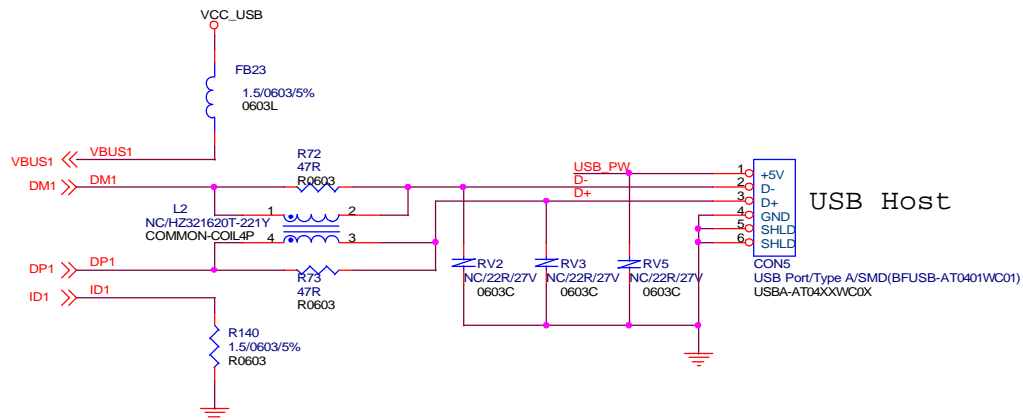 VCC_USB
FB23
1.5/0603/5%
0603L
VBUS1
VBUS1
R72
47R
R0603
DM1
DM1
USB_PW
D-
D+
1
+5V
2
D-
3
D+
4
GND
5
SHLD
6
SHLD
USB Host
L2
1
2
NC/HZ321620T-221Y
COMMON-COIL4P
4
3
CON5
USB Port/Type A/SMD(BFUSB-AT0401WC01)
USBA-AT04XXWC0X
DP1
DP1
R73
47R
R0603
RV2
NC/22R/27V
0603C
RV3
NC/22R/27V
0603C
RV5
NC/22R/27V
0603C
ID1
ID1
R140
1.5/0603/5%
R0603